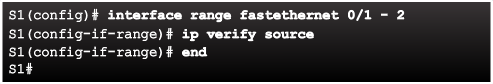 S1(config)# interface range fastethernet 0/1 - 2
S1(config-if-range)# ip verify source
S1(config-if-range)# end
S1#